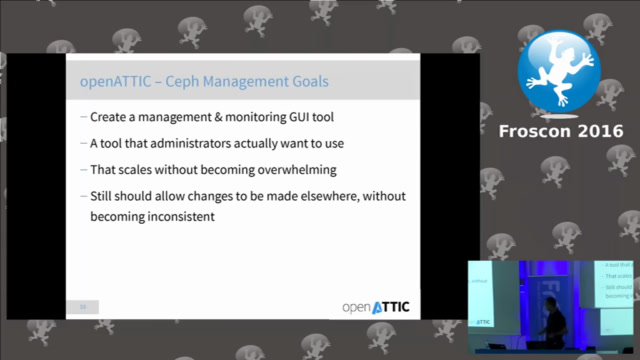 openATTIC – Ceph Management Goals
– Create a management & monitoring GUI tool
– A tool that administrators actually want to use
– That scales without becoming overwhelming
– Still should allow changes to be made elsewhere, without
becoming inconsistent
openATTIC
Froscon 2016